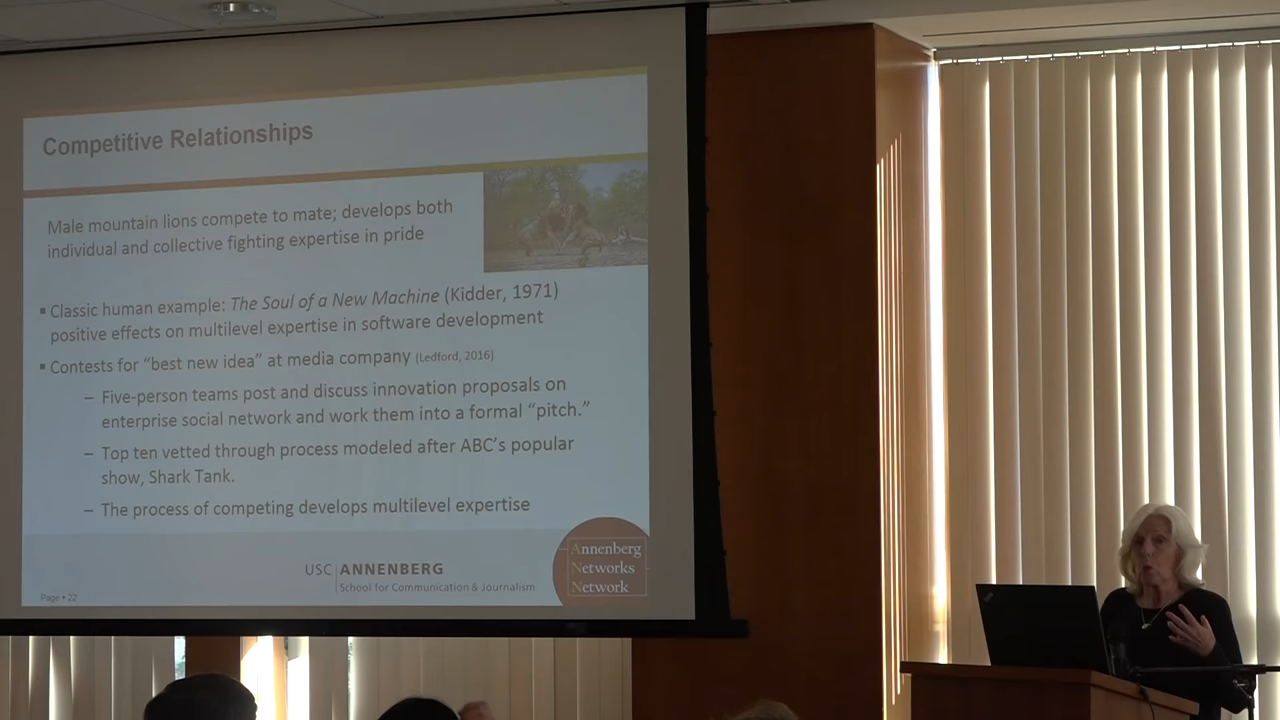 Competitive Relationships
Male mountain lions compete to mate; develops both
individual and collective fighting expertise in pride
▪ Classic human example: The Soul of a New Machine (Kidder, 1971)
positive effects on multilevel expertise in software development
▪ Contests for “best new idea” at media company (Ledford, 2016)
– Five-person teams post and discuss innovation proposals on
enterprise social network and work them into a formal “pitch.”
– Top ten vetted through process modeled after ABC’s popular
show, Shark Tank.
– The process of competing develops multilevel expertise
USC ANNENBERG
School for Communication & Journalism
Annenberg
Networks
Network
Page ▪ 22